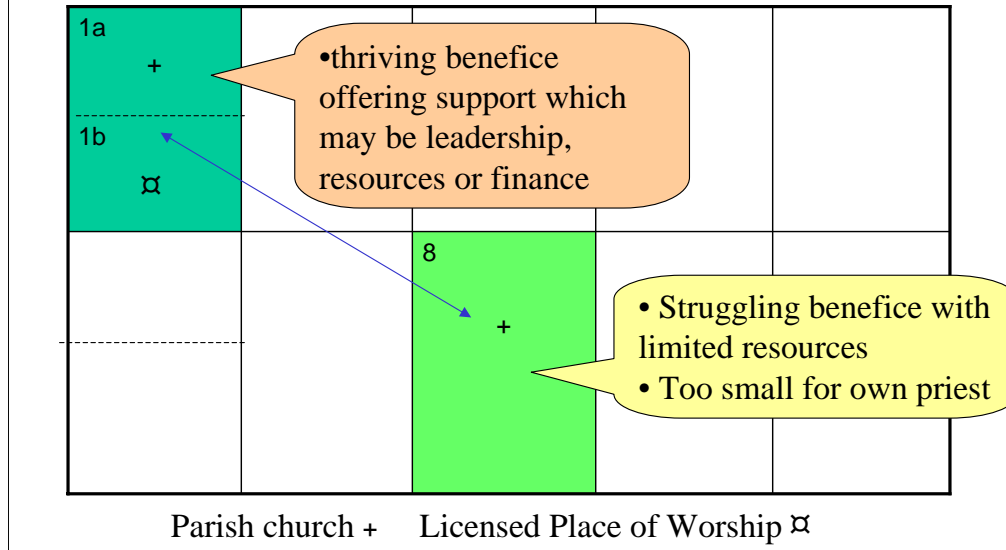 1a
+
•thriving benefice
offering support which
may be leadership,
resources or finance
1b
¤
8
+
• Struggling benefice with
limited resources
• Too small for own priest
Parish church + Licensed Place of Worship ¤